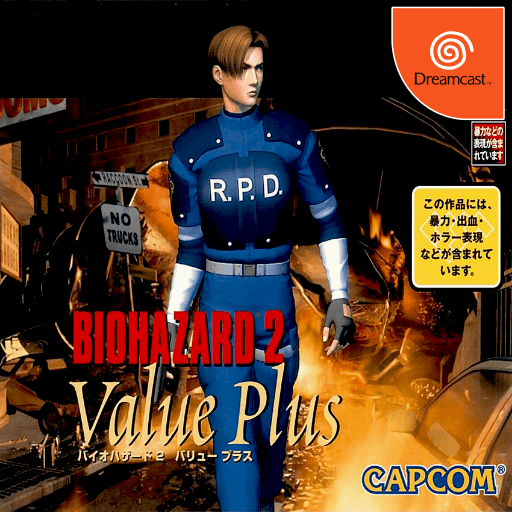 Dreamcast™
暴力などの
表現が含ま
れています
この作品には、
暴力・出血・
ホラー表現
などが含まれて
います。
RACCOON ST.
NO
TRUCKS
R.P.D.
BIOHAZARD 2
Value Plus
バイオハザード2 バリュー プラス
CAPCOM®